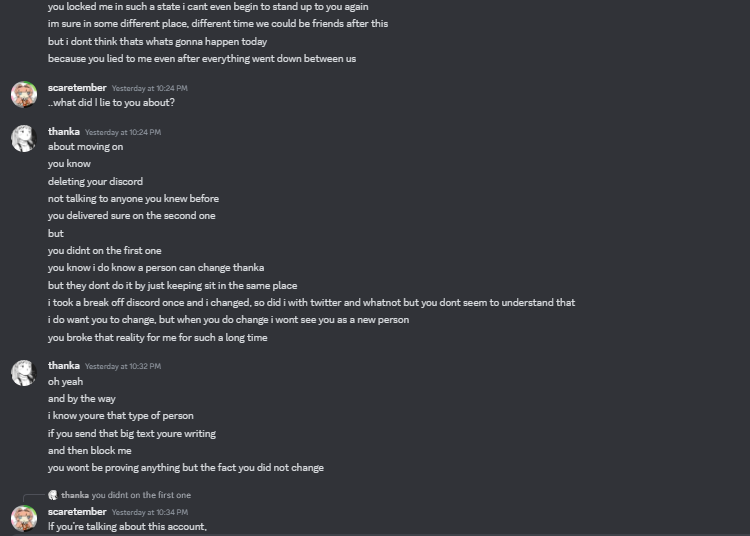 you locked me in such a state i cant even begin to stand up to you again
im sure in some different place, different time we could be friends after this
but i dont think thats whats gonna happen today
because you lied to me even after everything went down between us
scaretember Yesterday at 10:24 PM
..what did I lie to you about?
thanka Yesterday at 10:24 PM
about moving on
you know
deleting your discord
not talking to anyone you knew before
you delivered sure on the second one
but
you didnt on the first one
you know i do know a person can change thanka
but they dont do it by just keeping sit in the same place
i took a break off discord once and i changed, so did i with twitter and whatnot but you dont seem to understand that
i do want you to change, but when you do change i wont see you as a new person
you broke that reality for me for such a long time
thanka Yesterday at 10:32 PM
oh yeah
and by the way
i know youre that type of person
if you send that big text youre writing
and then block me
you wont be proving anything but the fact you did not change
thanka you didnt on the first one
scaretember Yesterday at 10:34 PM
If you're talking about this account,